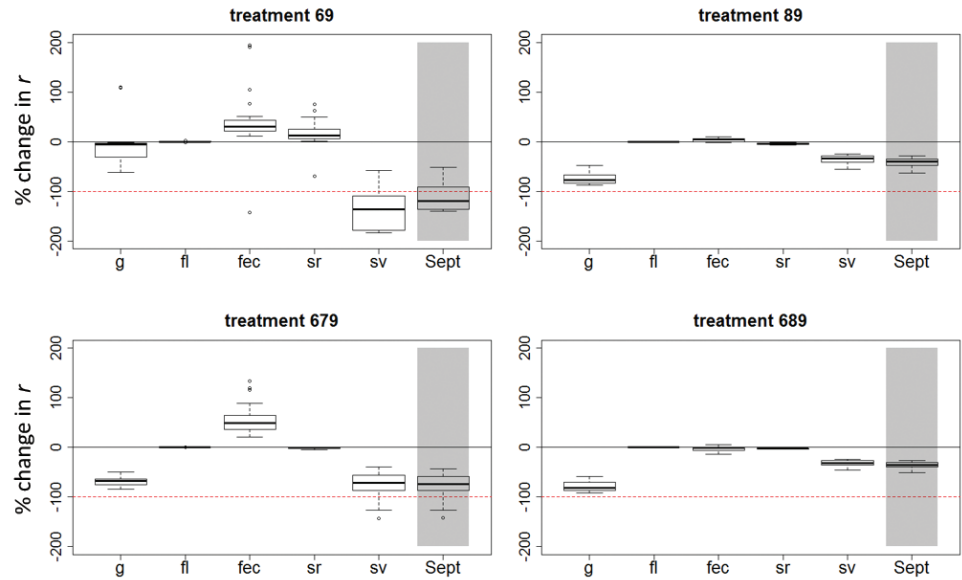 treatment 69
treatment 89
% change in r
200
100
0
-100
-200
g fl fec sr sv Sept
200
100
0
-100
-200
g fl fec sr sv Sept
treatment 679
treatment 689
% change in r
200
100
0
-100
-200
g fl fec sr sv Sept
200
100
0
-100
-200
g fl fec sr sv Sept